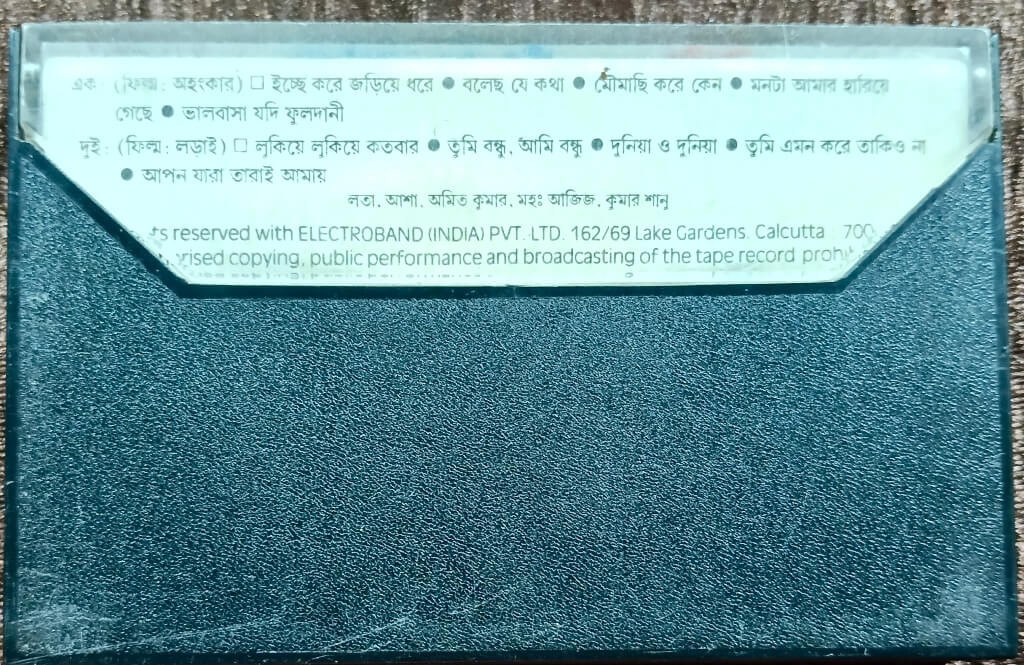 এক : (ফিল্ম : অহংকার) □ ইচ্ছে করে জড়িয়ে ধরে ● বলেছ যে কথা ● মৌমাছি করে কেন ● মনটা আমার হারিয়ে
গেছে ● ভালবাসা যদি ফুলদানী
দুই : (ফিল্ম : লড়াই) □ লুকিয়ে লুকিয়ে কতবার ● তুমি বন্ধু, আমি বন্ধু ● দুনিয়া ও দুনিয়া ● তুমি এমন করে তাকিও না
● আপন যারা তারাই আমায়
লতা, আশা, অমিত কুমার, মহঃ আজিজ, কুমার শানু
reserved with ELECTROBAND (INDIA) PVT. LTD. 162/69 Lake Gardens. Calcutta 700
copying, public performance and broadcasting of the tape record